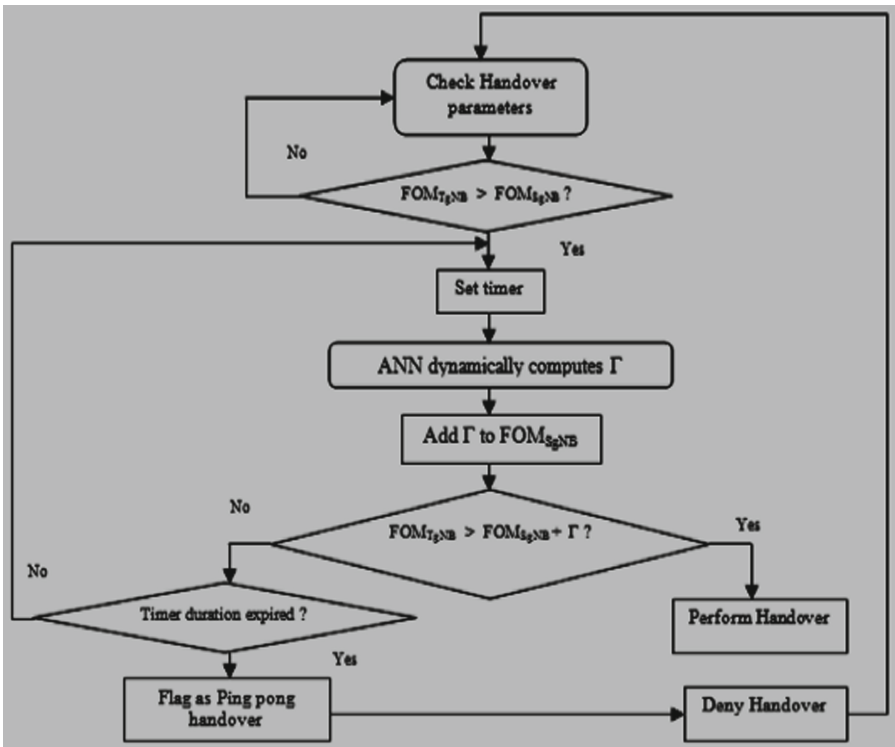 Check Handover
parameters
No
FOMTgNB > FOMSgNB ?
Yes
Set timer
ANN dynamically computes Γ
Add Γ to FOMSgNB
No
FOMTgNB > FOMSgNB + Γ ?
Yes
No
Timer duration expired ?
Perform Handover
Yes
Flag as Ping pong
handover
Deny Handover